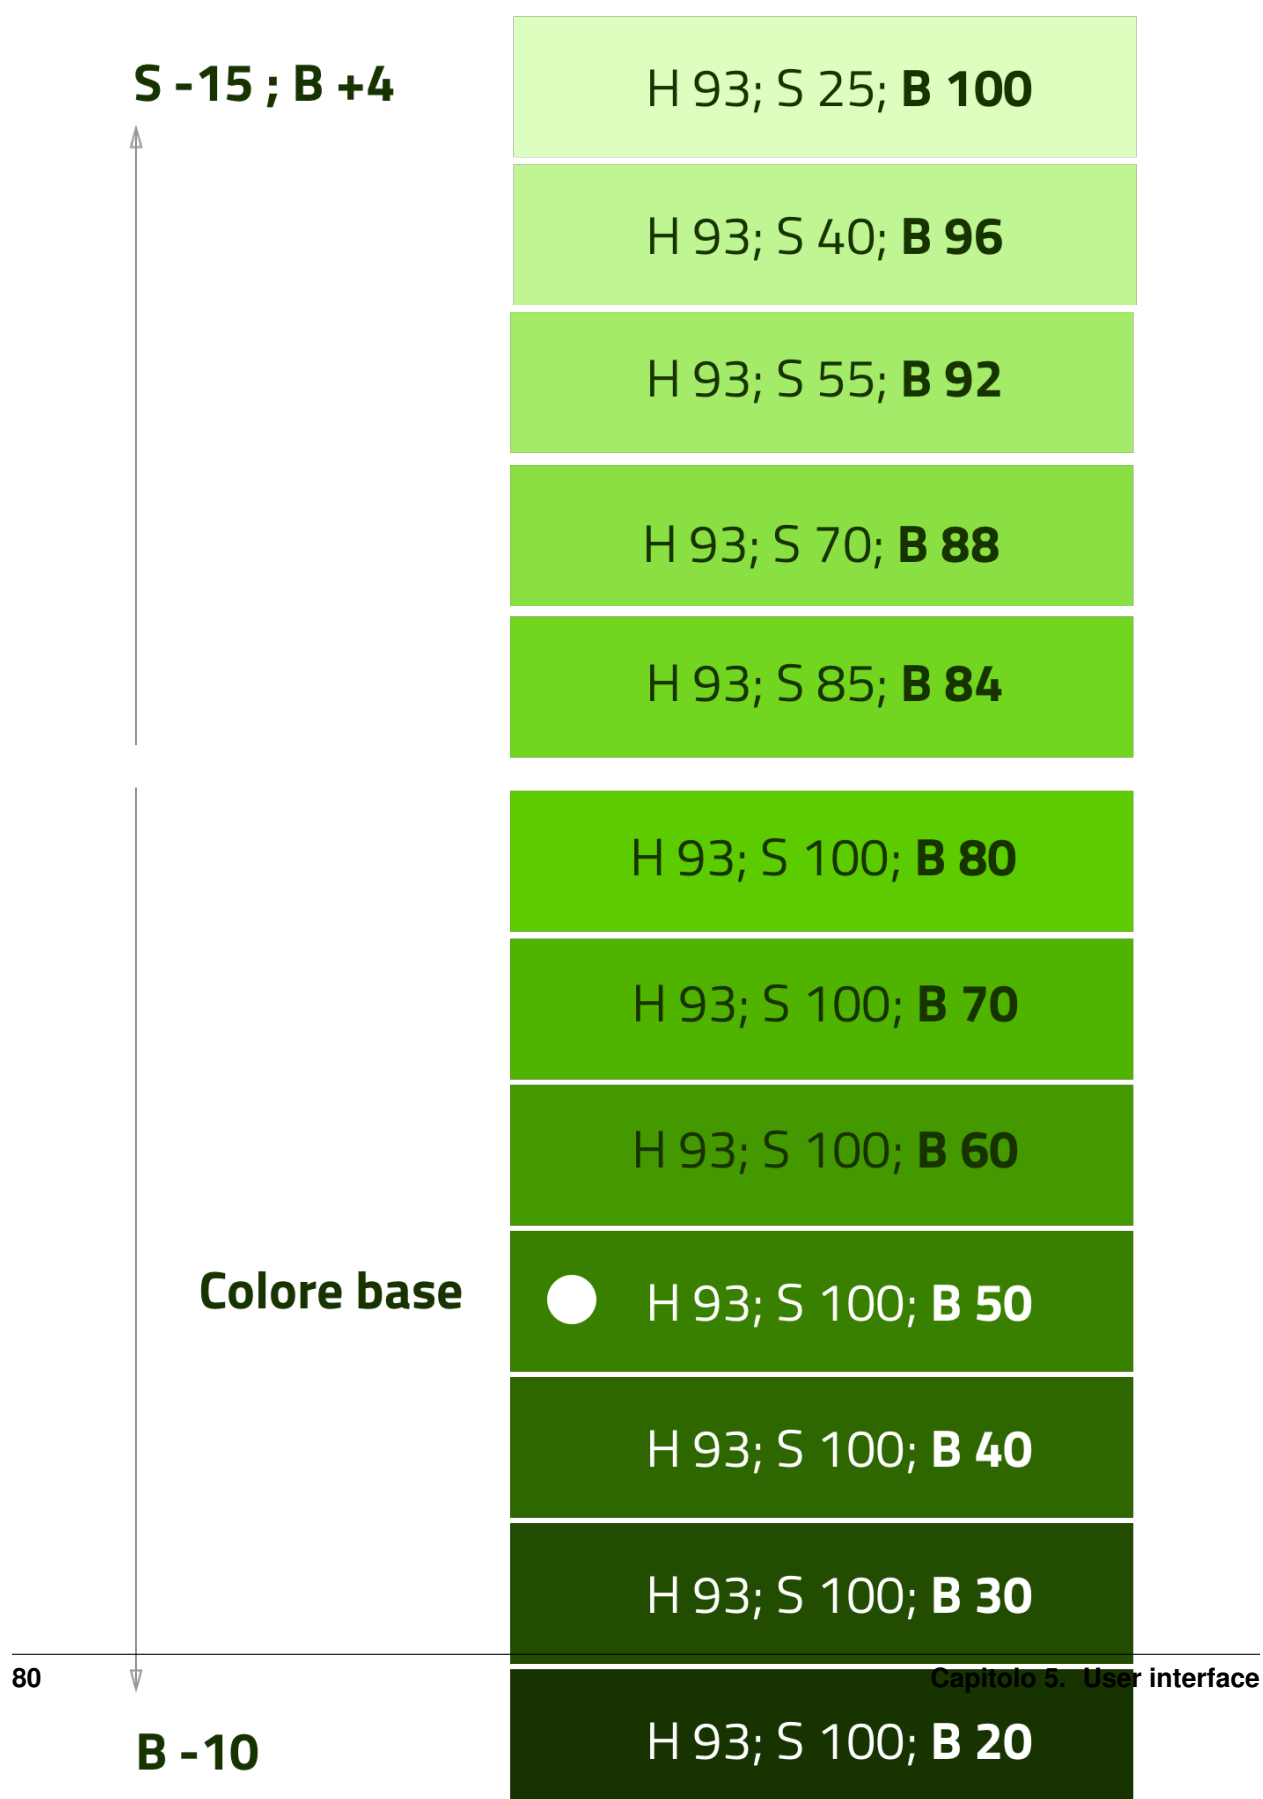 S -15 ; B +4
H 93; S 25; B 100
H 93; S 40; B 96
H 93; S 55; B 92
H 93; S 70; B 88
H 93; S 85; B 84
H 93; S 100; B 80
H 93; S 100; B 70
H 93; S 100; B 60
Colore base
H 93; S 100; B 50
H 93; S 100; B 40
H 93; S 100; B 30
80
Capitolo 5. User interface
B -10
H 93; S 100; B 20